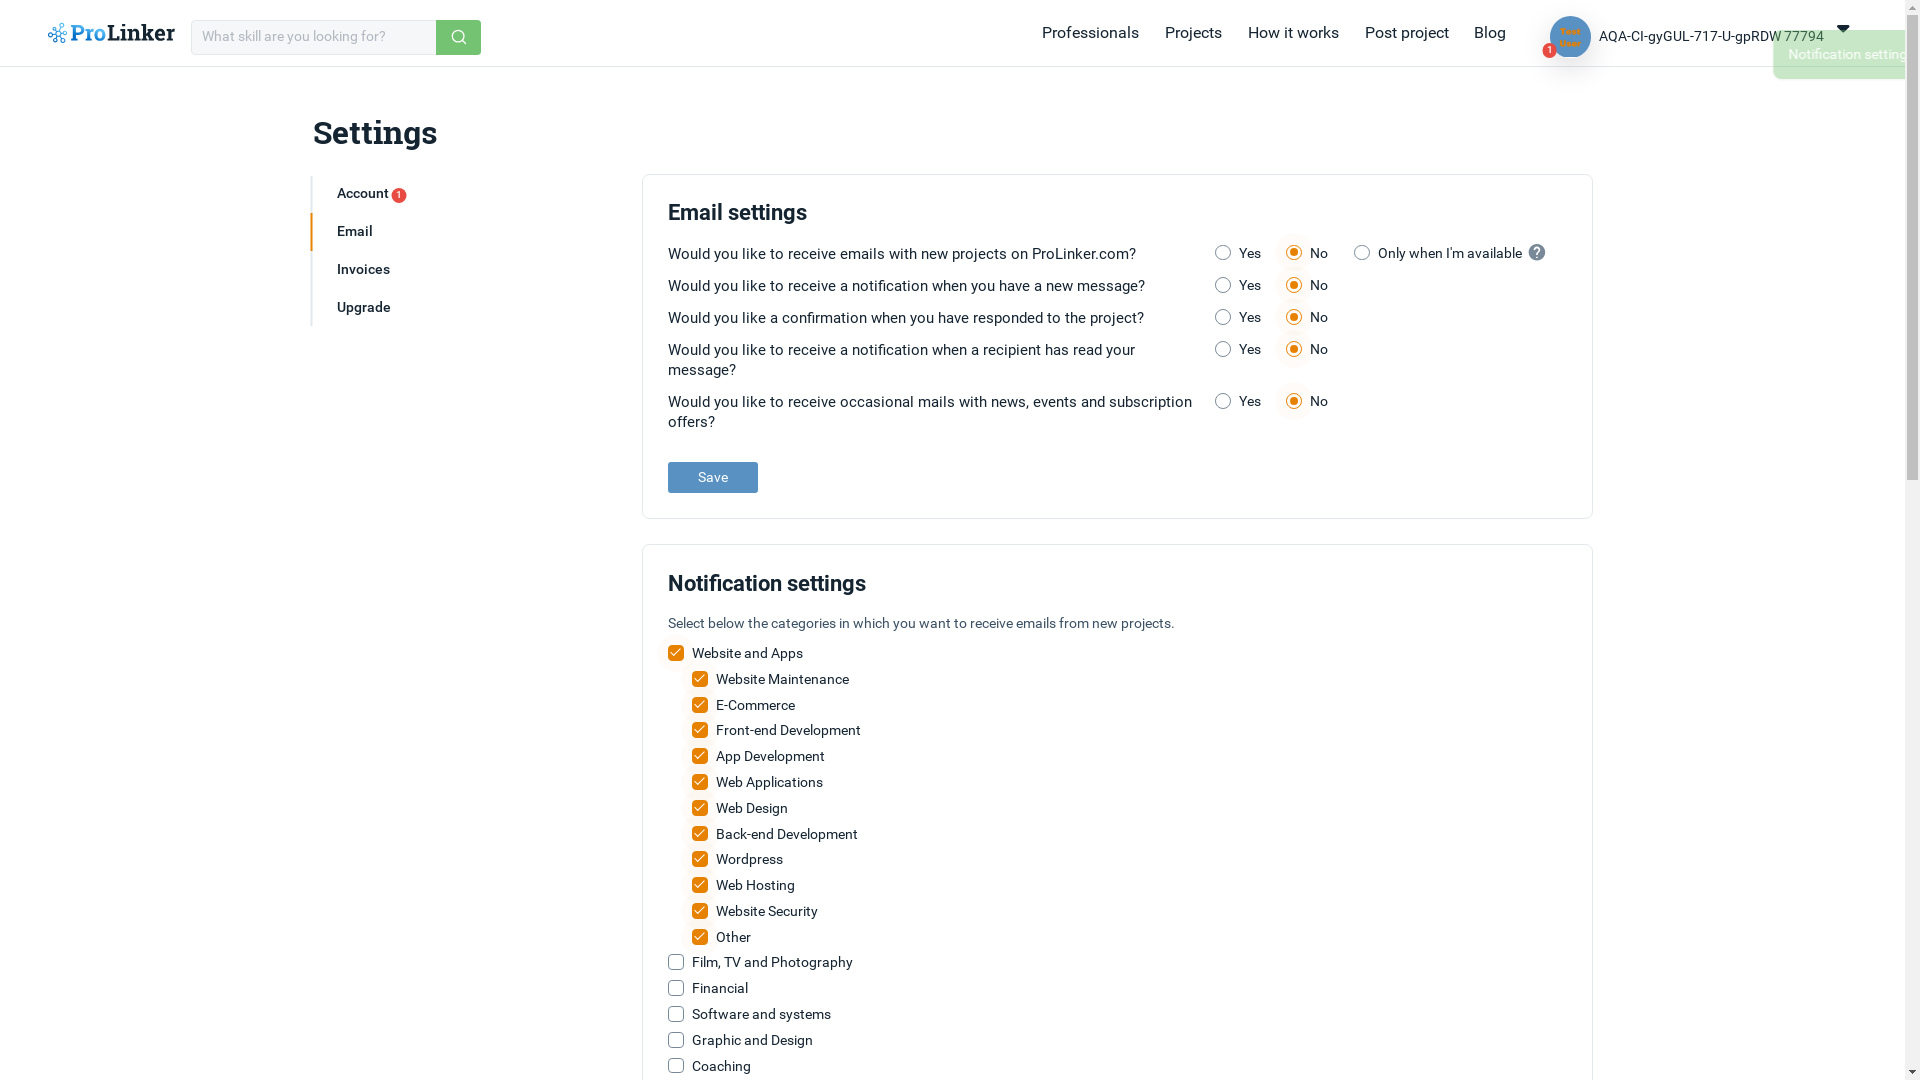 ProLinker
What skill are you looking for?
Professionals
Projects
How it works
Post project
Blog
Test
User
1
AQA-CI-gyGUL-717-U-gpRDW 77794
Notification setting
Settings
Account 1
Email
Invoices
Upgrade
Email settings
Would you like to receive emails with new projects on ProLinker.com? Yes No Only when I'm available ?
Would you like to receive a notification when you have a new message? Yes No
Would you like a confirmation when you have responded to the project? Yes No
Would you like to receive a notification when a recipient has read your Yes No
message?
Would you like to receive occasional mails with news, events and subscription Yes No
offers?
Save
Notification settings
Select below the categories in which you want to receive emails from new projects.
Website and Apps
Website Maintenance
E-Commerce
Front-end Development
App Development
Web Applications
Web Design
Back-end Development
Wordpress
Web Hosting
Website Security
Other
Film, TV and Photography
Financial
Software and systems
Graphic and Design
Coaching